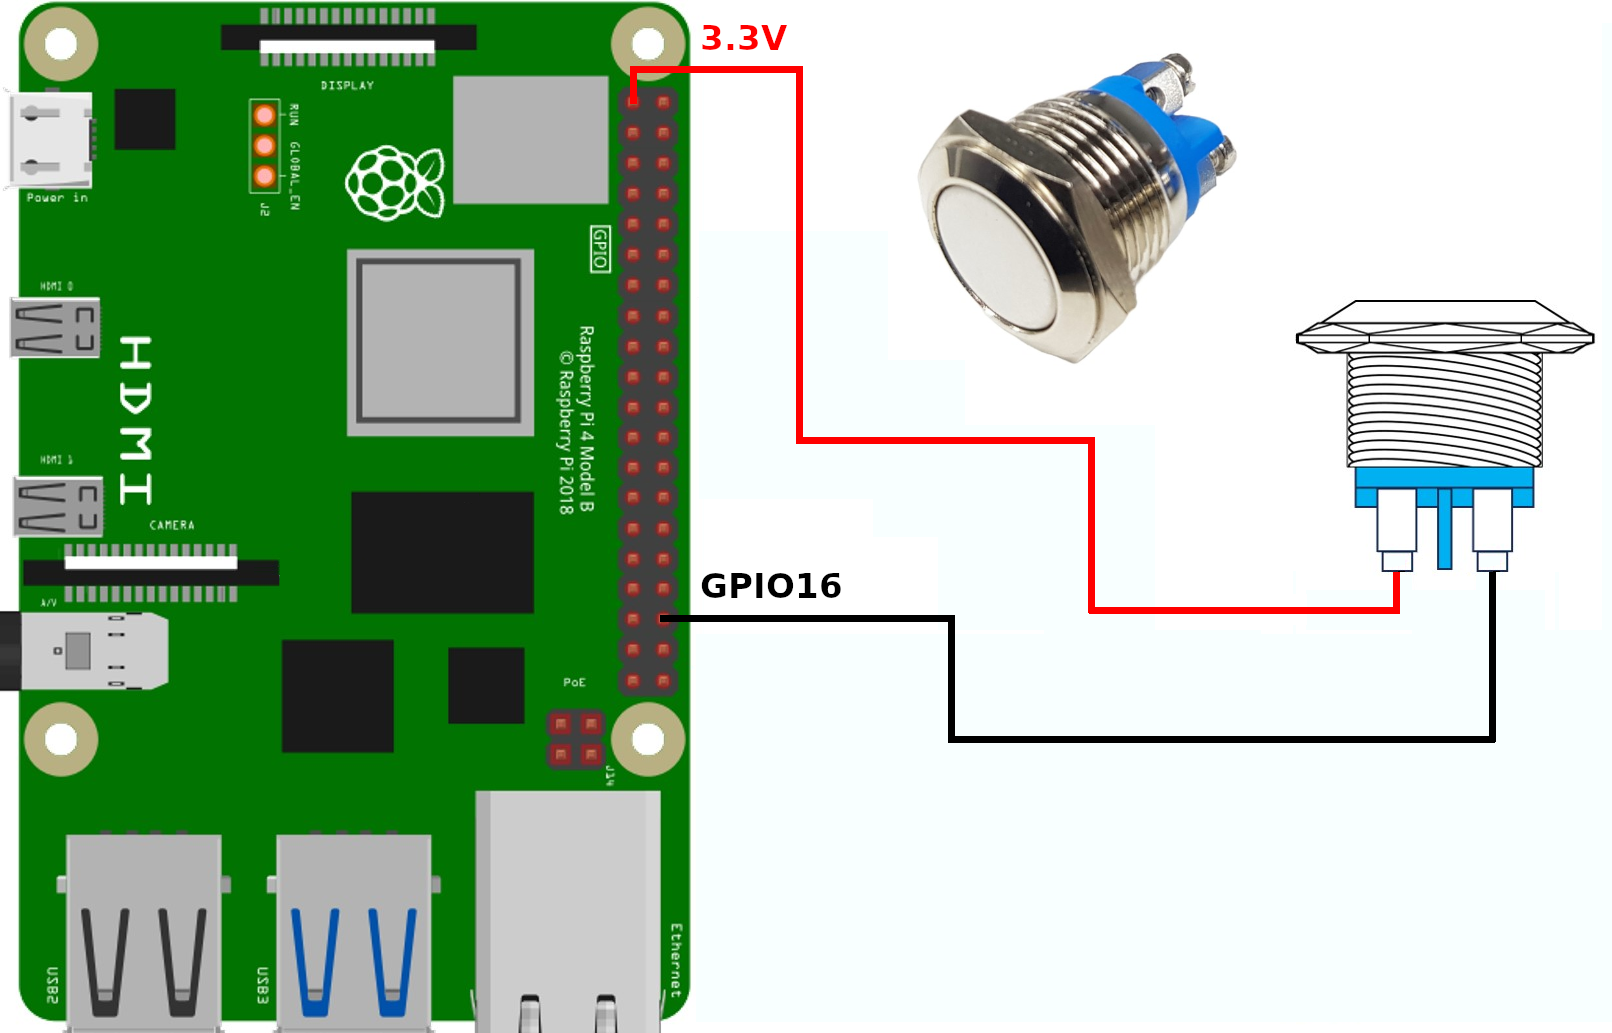 3.3V
DISPLAY
RUN
GLOBAL_EN
J2
Power in
GPIO
HDMI 0
HDMI
Raspberry Pi 4 Model B
© Raspberry Pi 2018
HDMI 1
CAMERA
GPIO16
A/V
PoE
J14
USB2
USB3
Ethernet